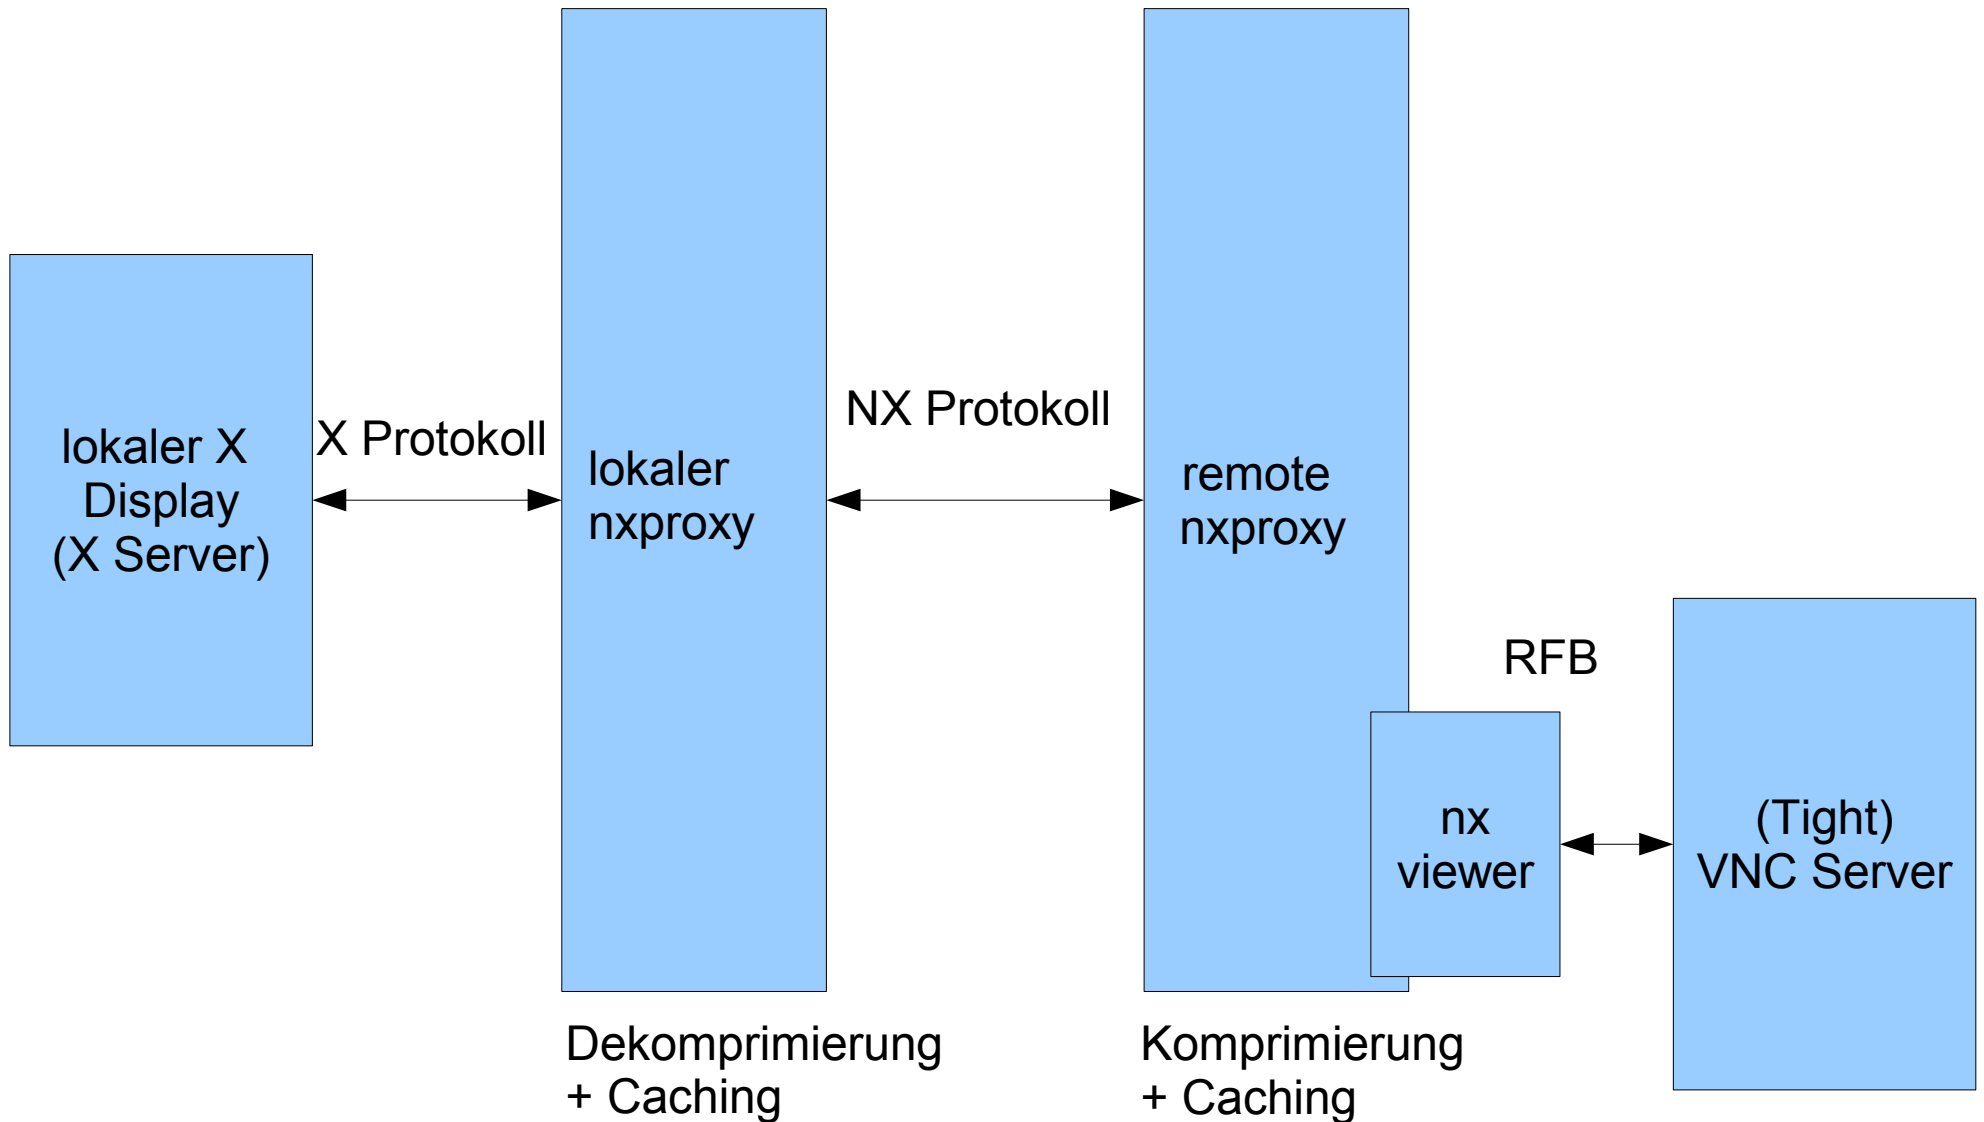 lokaler X
Display
(X Server)
X Protokoll
lokaler
nxproxy
NX Protokoll
remote
nxproxy
RFB
nx
viewer
(Tight)
VNC Server
Dekomprimierung
+ Caching
Komprimierung
+ Caching